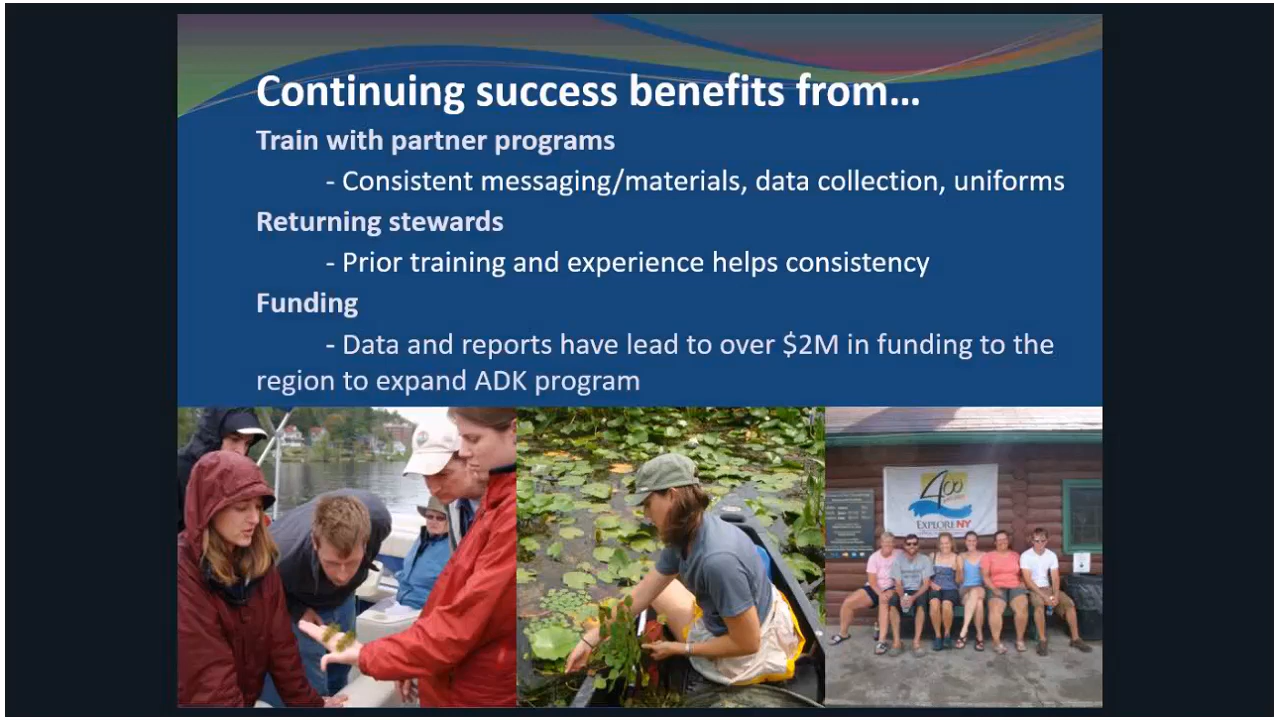 Continuing success benefits from...
Train with partner programs
- Consistent messaging/materials, data collection, uniforms
Returning stewards
- Prior training and experience helps consistency
Funding
- Data and reports have lead to over $2M in funding to the
region to expand ADK program
400
EXPLORE NY